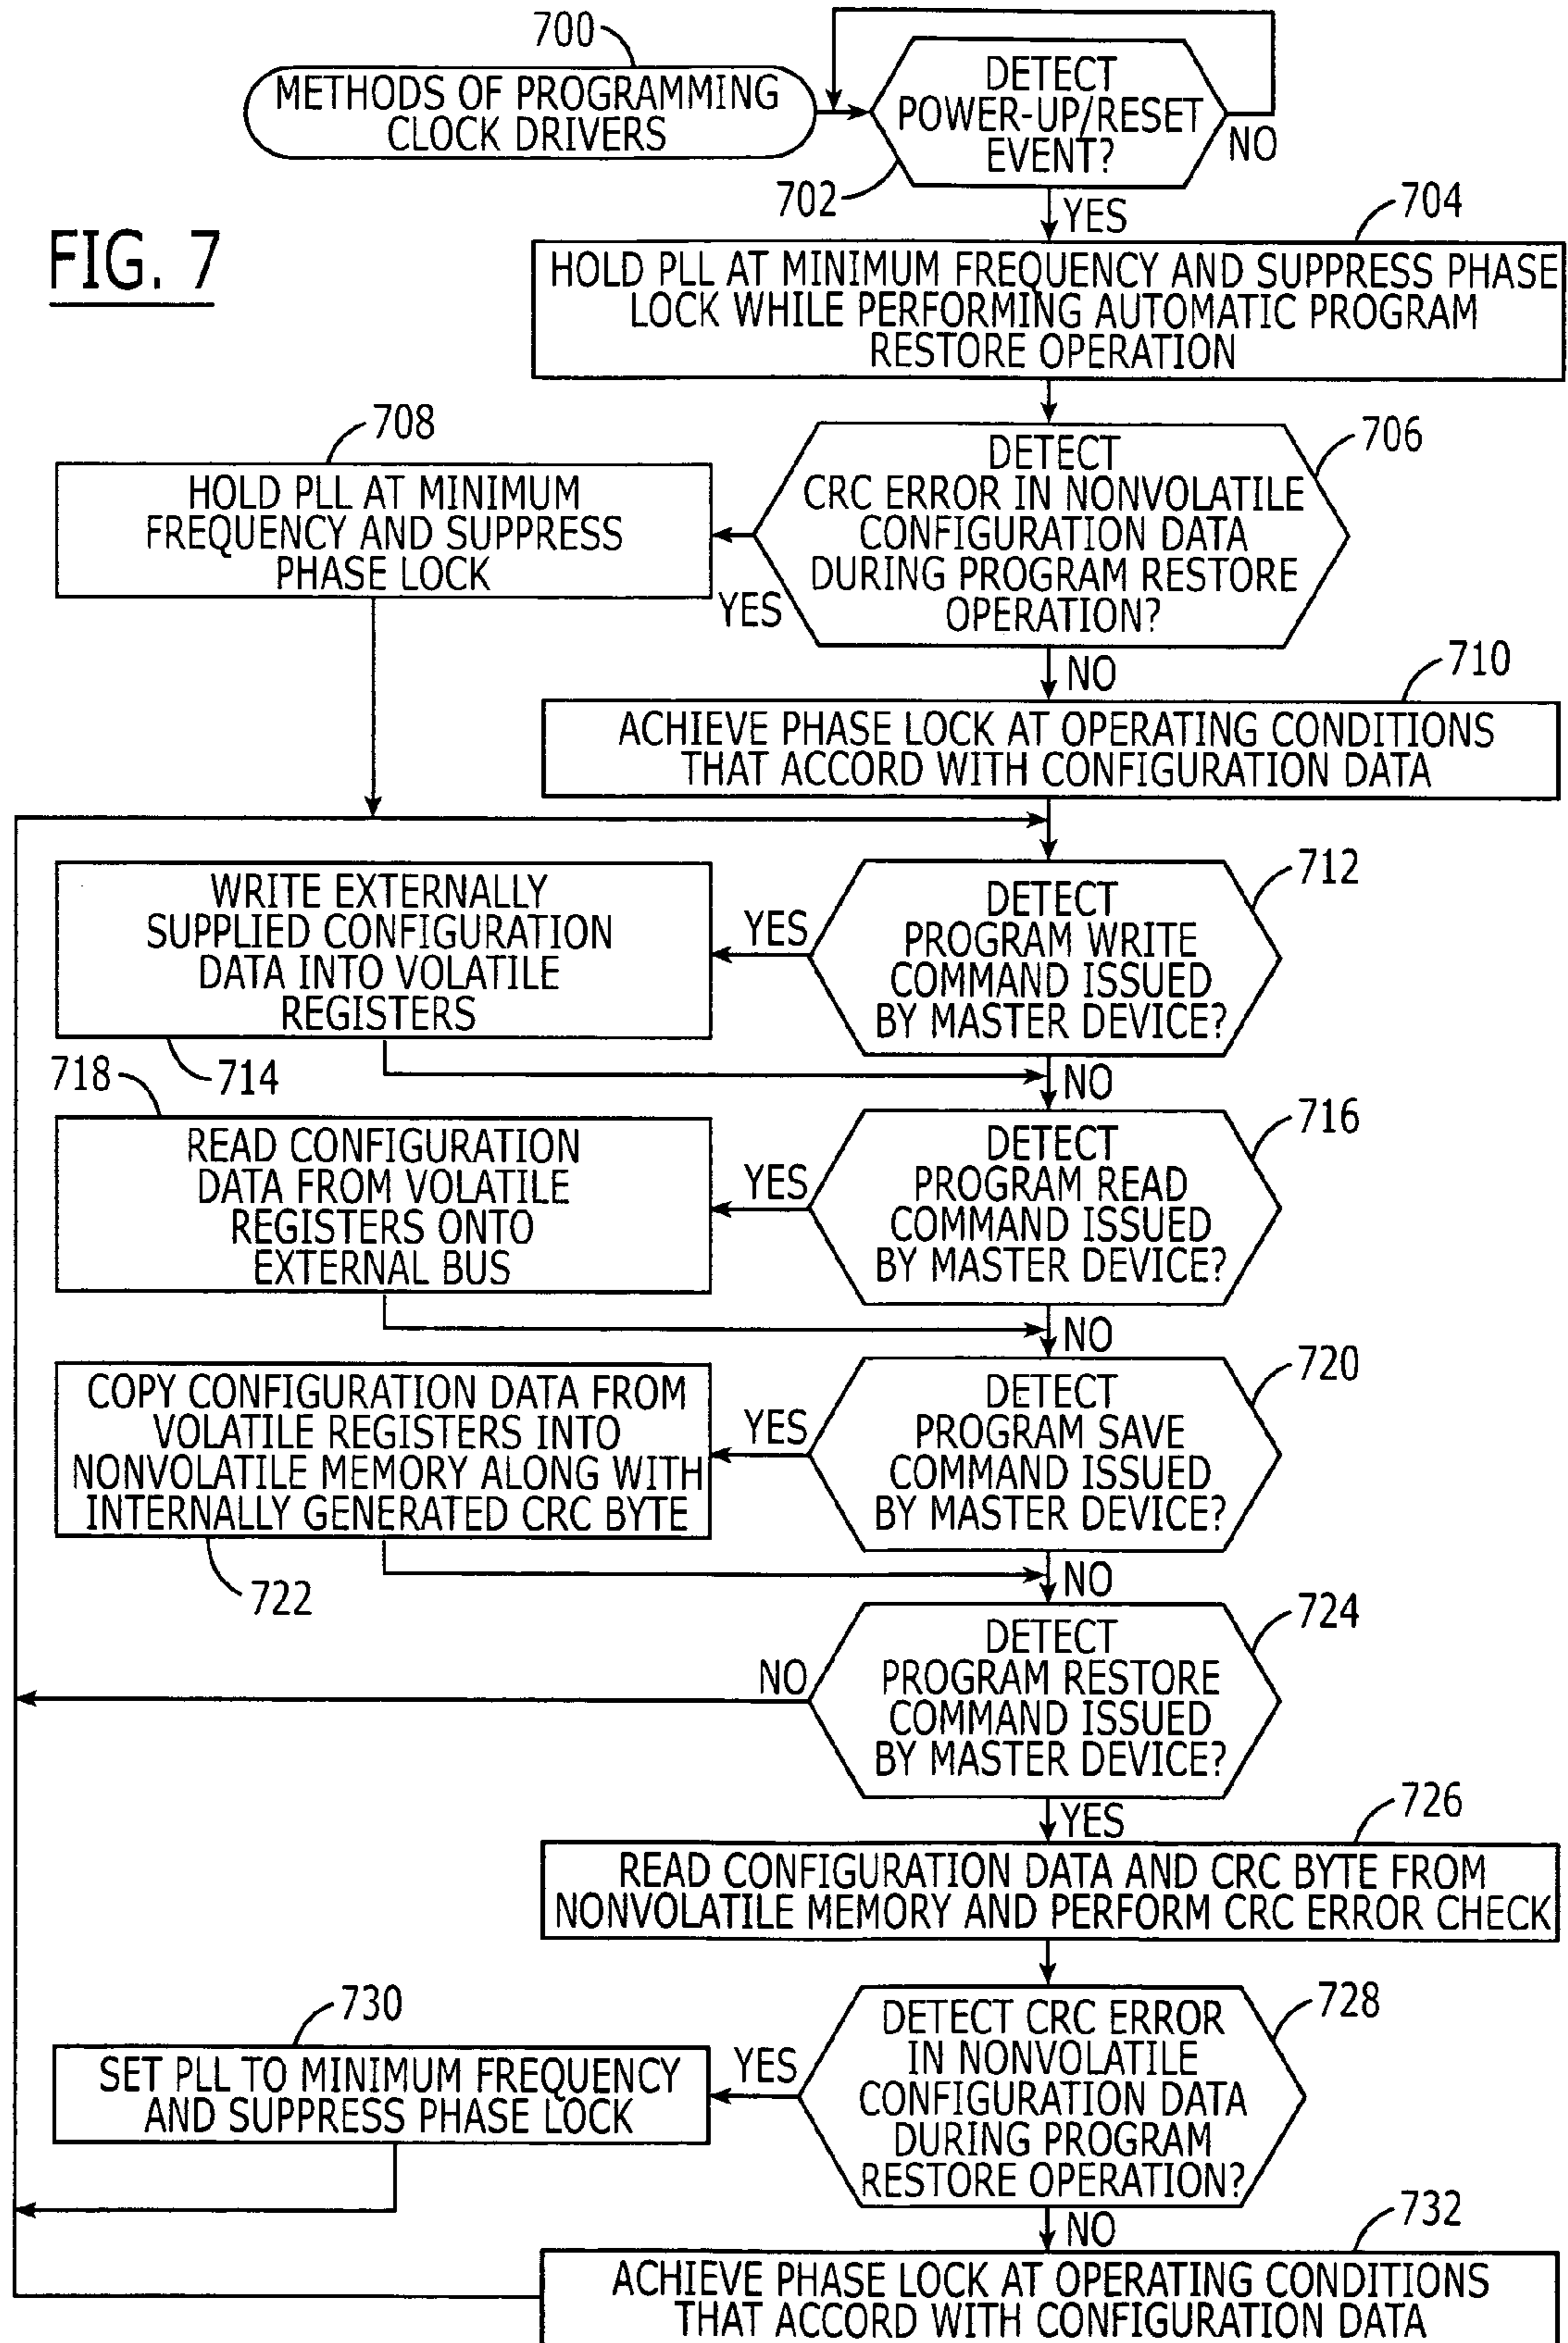 700
METHODS OF PROGRAMMING
CLOCK DRIVERS
DETECT
POWER-UP/RESET
EVENT?
NO
702
YES
704
FIG. 7
HOLD PLL AT MINIMUM FREQUENCY AND SUPPRESS PHASE
LOCK WHILE PERFORMING AUTOMATIC PROGRAM
RESTORE OPERATION
708
706
HOLD PLL AT MINIMUM
FREQUENCY AND SUPPRESS
PHASE LOCK
DETECT
CRC ERROR IN NONVOLATILE
CONFIGURATION DATA
DURING PROGRAM RESTORE
OPERATION?
YES
NO
710
ACHIEVE PHASE LOCK AT OPERATING CONDITIONS
THAT ACCORD WITH CONFIGURATION DATA
712
WRITE EXTERNALLY
SUPPLIED CONFIGURATION
DATA INTO VOLATILE
REGISTERS
YES
DETECT
PROGRAM WRITE
COMMAND ISSUED
BY MASTER DEVICE?
714
NO
718
716
READ CONFIGURATION
DATA FROM VOLATILE
REGISTERS ONTO
EXTERNAL BUS
YES
DETECT
PROGRAM READ
COMMAND ISSUED
BY MASTER DEVICE?
NO
720
COPY CONFIGURATION DATA FROM
VOLATILE REGISTERS INTO
NONVOLATILE MEMORY ALONG WITH
INTERNALLY GENERATED CRC BYTE
YES
DETECT
PROGRAM SAVE
COMMAND ISSUED
BY MASTER DEVICE?
722
NO
724
NO
DETECT
PROGRAM RESTORE
COMMAND ISSUED
BY MASTER DEVICE?
YES
726
READ CONFIGURATION DATA AND CRC BYTE FROM
NONVOLATILE MEMORY AND PERFORM CRC ERROR CHECK
730
728
SET PLL TO MINIMUM FREQUENCY
AND SUPPRESS PHASE LOCK
YES
DETECT CRC ERROR
IN NONVOLATILE
CONFIGURATION DATA
DURING PROGRAM
RESTORE OPERATION?
NO
732
ACHIEVE PHASE LOCK AT OPERATING CONDITIONS
THAT ACCORD WITH CONFIGURATION DATA